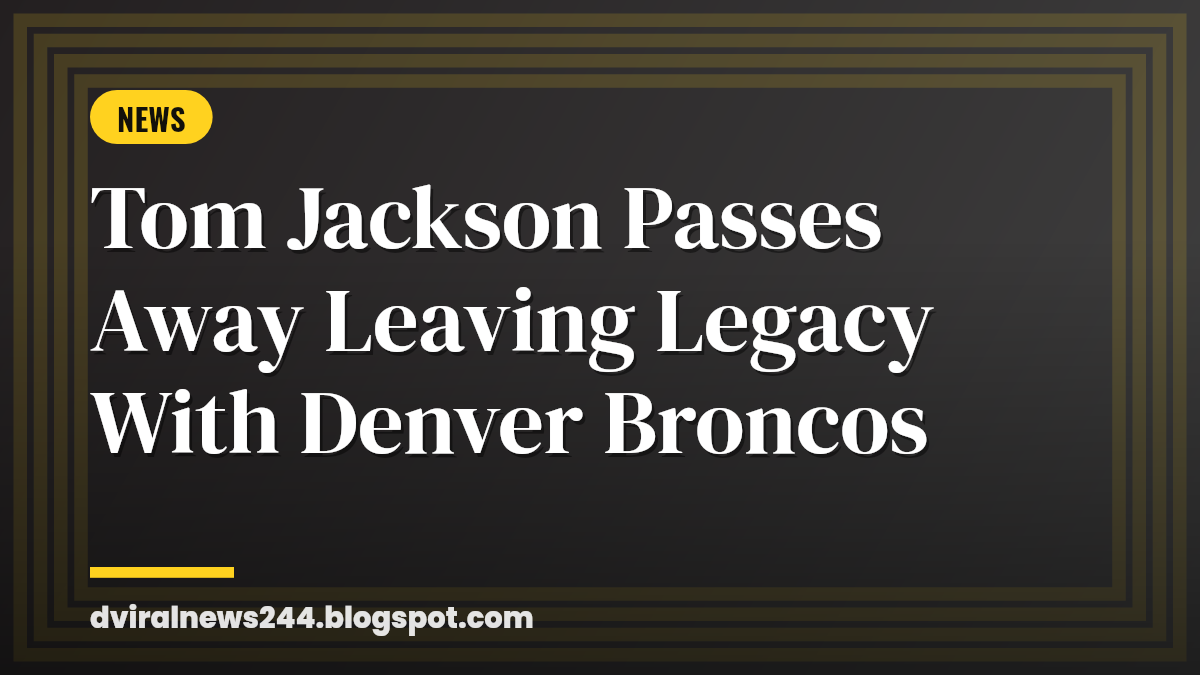 NEWS
Tom Jackson Passes
Away Leaving Legacy
With Denver Broncos
dviralnews244.blogspot.com